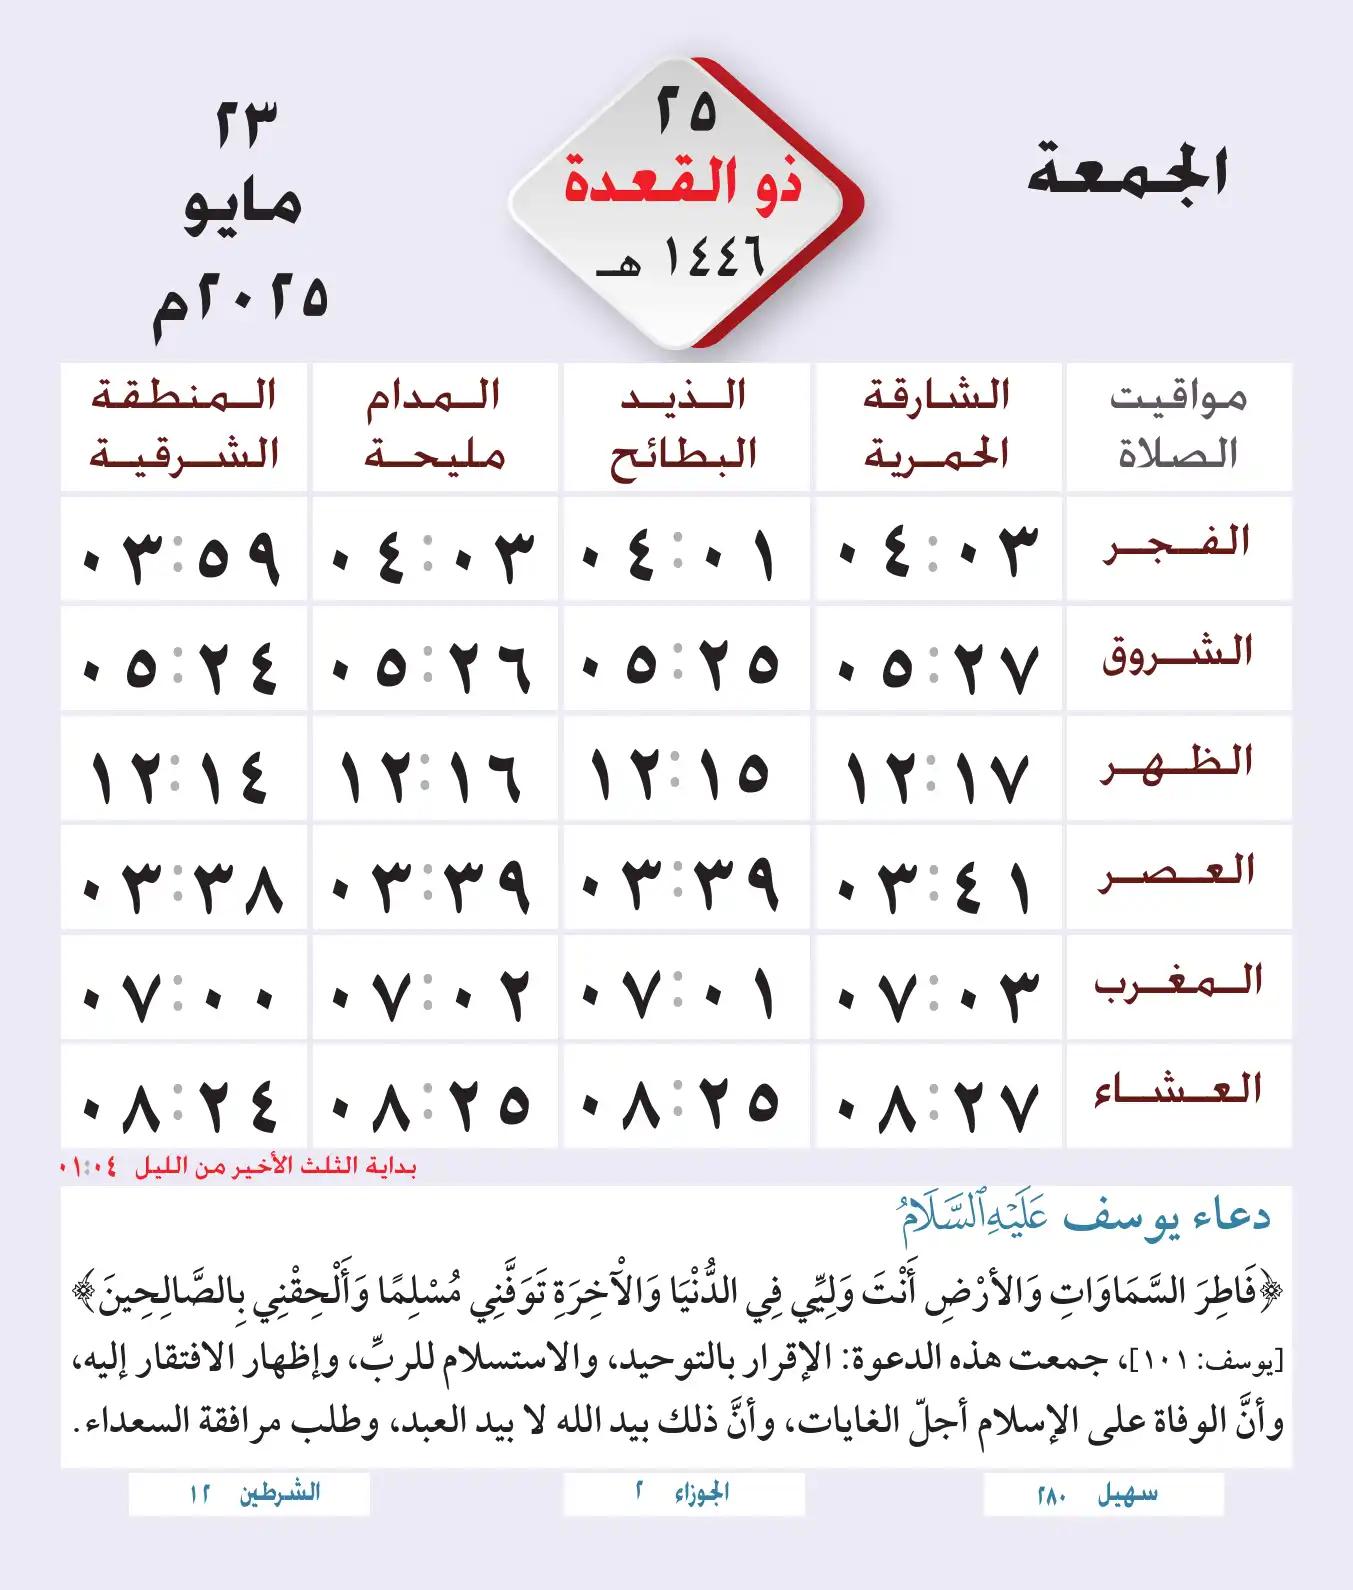 الجمعة
٢٥
ذو القعدة
١٤٤٦ هـ
٢٣
مايو
٢٠٢٥م
مواقيت الصلاة
الشارقة الحمرية
الذيد البطائح
المدام مليحة
المنطقة الشرقية
الفجر ٠٤:٠٣ ٠٤:٠١ ٠٤:٠٣ ٠٣:٥٩
الشروق ٠٥:٢٧ ٠٥:٢٥ ٠٥:٢٦ ٠٥:٢٤
الظهر ١٢:١٧ ١٢:١٥ ١٢:١٦ ١٢:١٤
العصر ٠٣:٤١ ٠٣:٣٩ ٠٣:٣٩ ٠٣:٣٨
المغرب ٠٧:٠٣ ٠٧:٠١ ٠٧:٠٢ ٠٧:٠٠
العشاء ٠٨:٢٧ ٠٨:٢٥ ٠٨:٢٥ ٠٨:٢٤
بداية الثلث الأخير من الليل ٠١:٠٤
دعاء يوسف عَلَيْهِ ٱلسَّلَامُ
﴿فَاطِرَ السَّمَاوَاتِ وَالأَرْضِ أَنْتَ وَلِيِّي فِي الدُّنْيَا وَالْآخِرَةِ تَوَفَّنِي مُسْلِمًا وَأَلْحِقْنِي بِالصَّالِحِينَ﴾
[يوسف: ١٠١]، جمعت هذه الدعوة: الإقرار بالتوحيد، والاستسلام للربِّ، وإظهار الافتقار إليه،
وأنَّ الوفاة على الإسلام أجلّ الغايات، وأنَّ ذلك بيد الله لا بيد العبد، وطلب مرافقة السعداء.
سهيل ٢٨٠
الجوزاء ٢
الشرطين ١٢